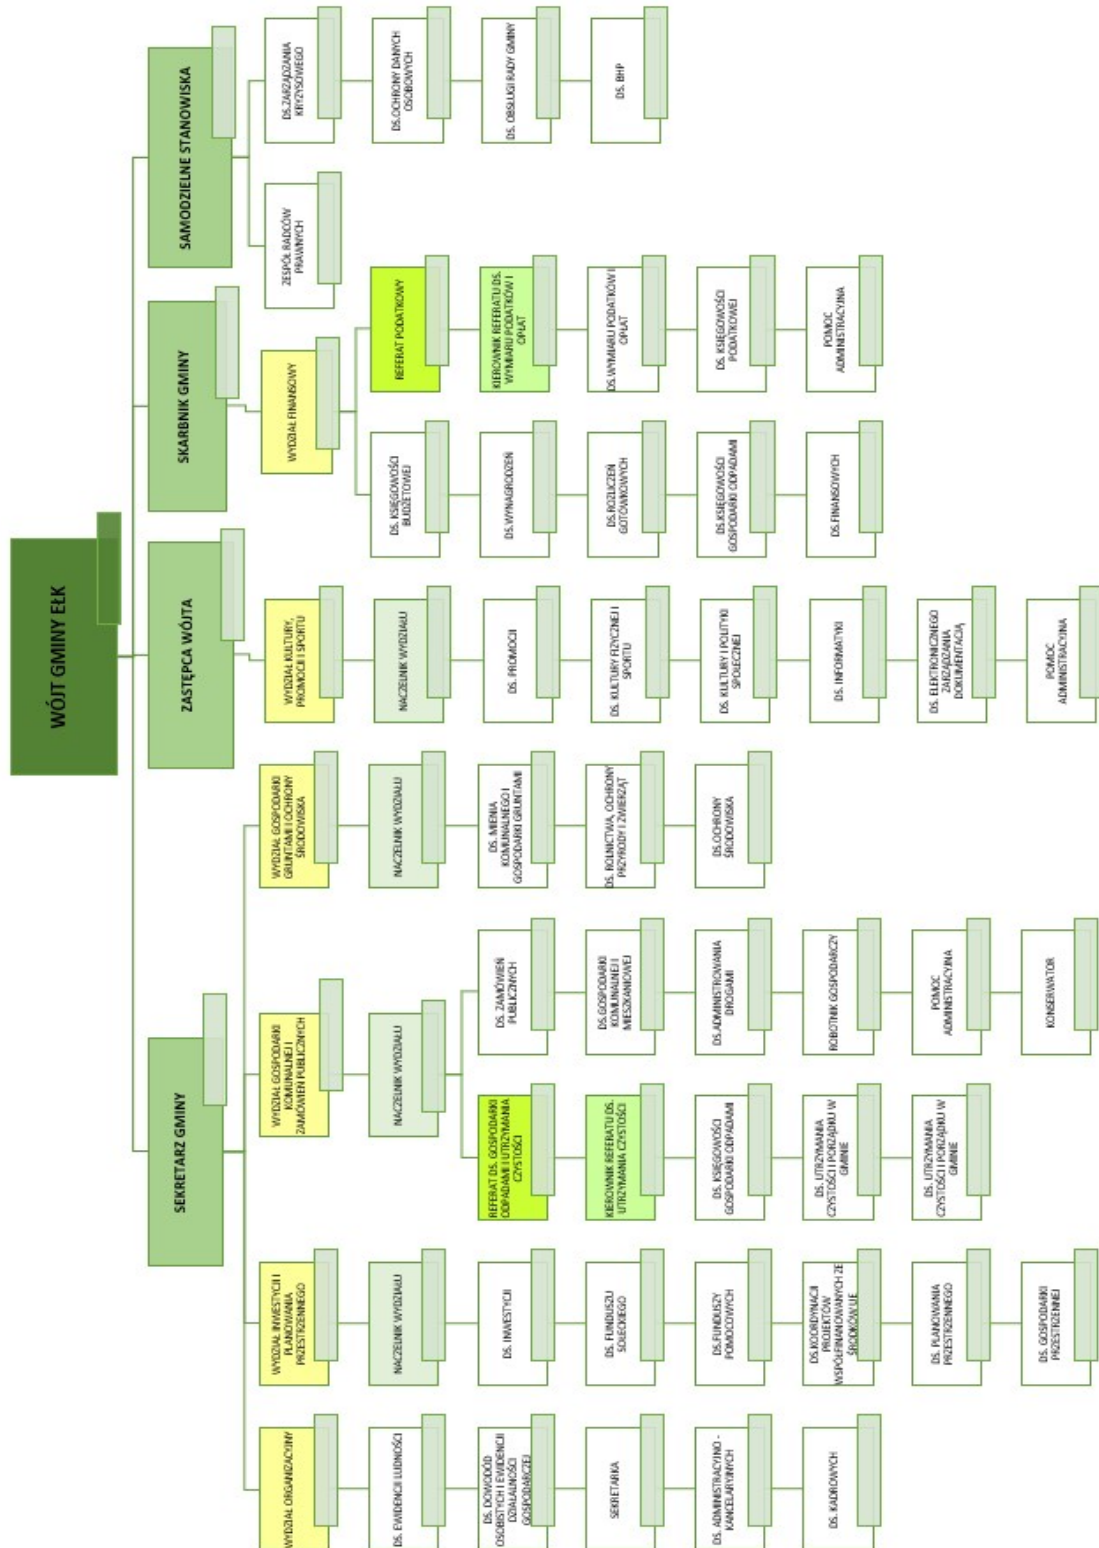 WÓJT GMINY EŁK
SEKRETARZ GMINY
ZASTĘPCA WÓJTA
SKARBNIK GMINY
SAMODZIELNE STANOWISKA
WYDZIAŁ ORGANIZACYJNY
DS. EWIDENCJI LUDNOŚCI
DS. DOWODÓD
OSOBISTYCH I EWIDENCJI
DZIAŁALNOŚCI
GOSPODARCZEJ
SEKRETARKA
DS. ADMINISTRACYJNO -
KANCELARYJNYCH
DS. KADROWYCH
WYDZIAŁ INWESTYCJI I
PLANOWANIA
PRZESTRZENNEGO
NACZELNIK WYDZIAŁU
DS. INWESTYCJI
DS. FUNDUSZU
SOŁECKIEGO
DS.FUNDUSZY
POMOCOWYCH
DS.KOORDYNACJI
PROJEKTÓW
WSPÓŁFINANSOWANYCH ZE
ŚRODKÓW UE
DS. PLANOWANIA
PRZESTRZENNEGO
DS. GOSPODARKI
PRZESTRZENNEJ
WYDZIAŁ GOSPODARKI
KOMUNALNEJ I
ZAMÓWIEŃ PUBLICZNYCH
NACZELNIK WYDZIAŁU
REFERAT DS. GOSPODARKI
ODPADAMI I UTRZYMANIA
CZYSTOŚCI
KIEROWNIK REFERATU DS.
UTRZYMANIA CZYSTOŚCI
DS. KSIĘGOWOŚCI
GOSPODARKI ODPADAMI
DS. UTRZYMANIA
CZYSTOŚCI I PORZĄDKU W
GMINIE
DS. UTRZYMANIA
CZYSTOŚCI I PORZĄDKU W
GMINIE
DS. ZAMÓWIEŃ
PUBLICZNYCH
DS.GOSPODARKI
KOMUNALNEJ I
MIESZKANIOWEJ
DS.ADMINISTROWANIA
DROGAMI
ROBOTNIK GOSPODARCZY
POMOC
ADMINISTRACYJNA
KONSERWATOR
WYDZIAŁ GOSPODARKI
GRUNTAMI I OCHRONY
ŚRODOWISKA
NACZELNIK WYDZIAŁU
DS. MIENIA
KOMUNALNEGO I
GOSPODARKI GRUNTAMI
DS. ROLNICTWA, OCHRONY
PRZYRODY I ZWIERZĄT
DS.OCHRONY
ŚRODOWISKA
WYDZIAŁ KULTURY,
PROMOCJI I SPORTU
NACZELNIK WYDZIAŁU
DS. PROMOCJI
DS. KULTURY FIZYCZNEJ I
SPORTU
DS. KULTURY I POLITYKI
SPOŁECZNEJ
DS. INFORMATYKI
DS. ELEKTRONICZNEGO
ZARZĄDZANIA
DOKUMENTACJĄ
POMOC
ADMINISTRACYJNA
WYDZIAŁ FINANSOWY
DS. KSIĘGOWOŚCI
BUDŻETOWEJ
DS.WYNAGRODZEŃ
DS.ROZLICZEŃ
GOTÓWKOWYCH
DS.KSIĘGOWOŚCI
GOSPODARKI ODPADAMI
DS.FINANSOWYCH
REFERAT PODATKOWY
KIEROWNIK REFERATU DS.
WYMIARU PODATKÓW I
OPŁAT
DS.WYMIARU PODATKÓW I
OPŁAT
DS. KSIĘGOWOŚCI
PODATKOWEJ
POMOC
ADMINISTRACYJNA
ZESPÓŁ RADCÓW
PRAWNYCH
DS.ZARZĄDZANIA
KRYZYSOWEGO
DS.OCHRONY DANYCH
OSOBOWYCH
DS. OBSŁUGI RADY GMINY
DS. BHP